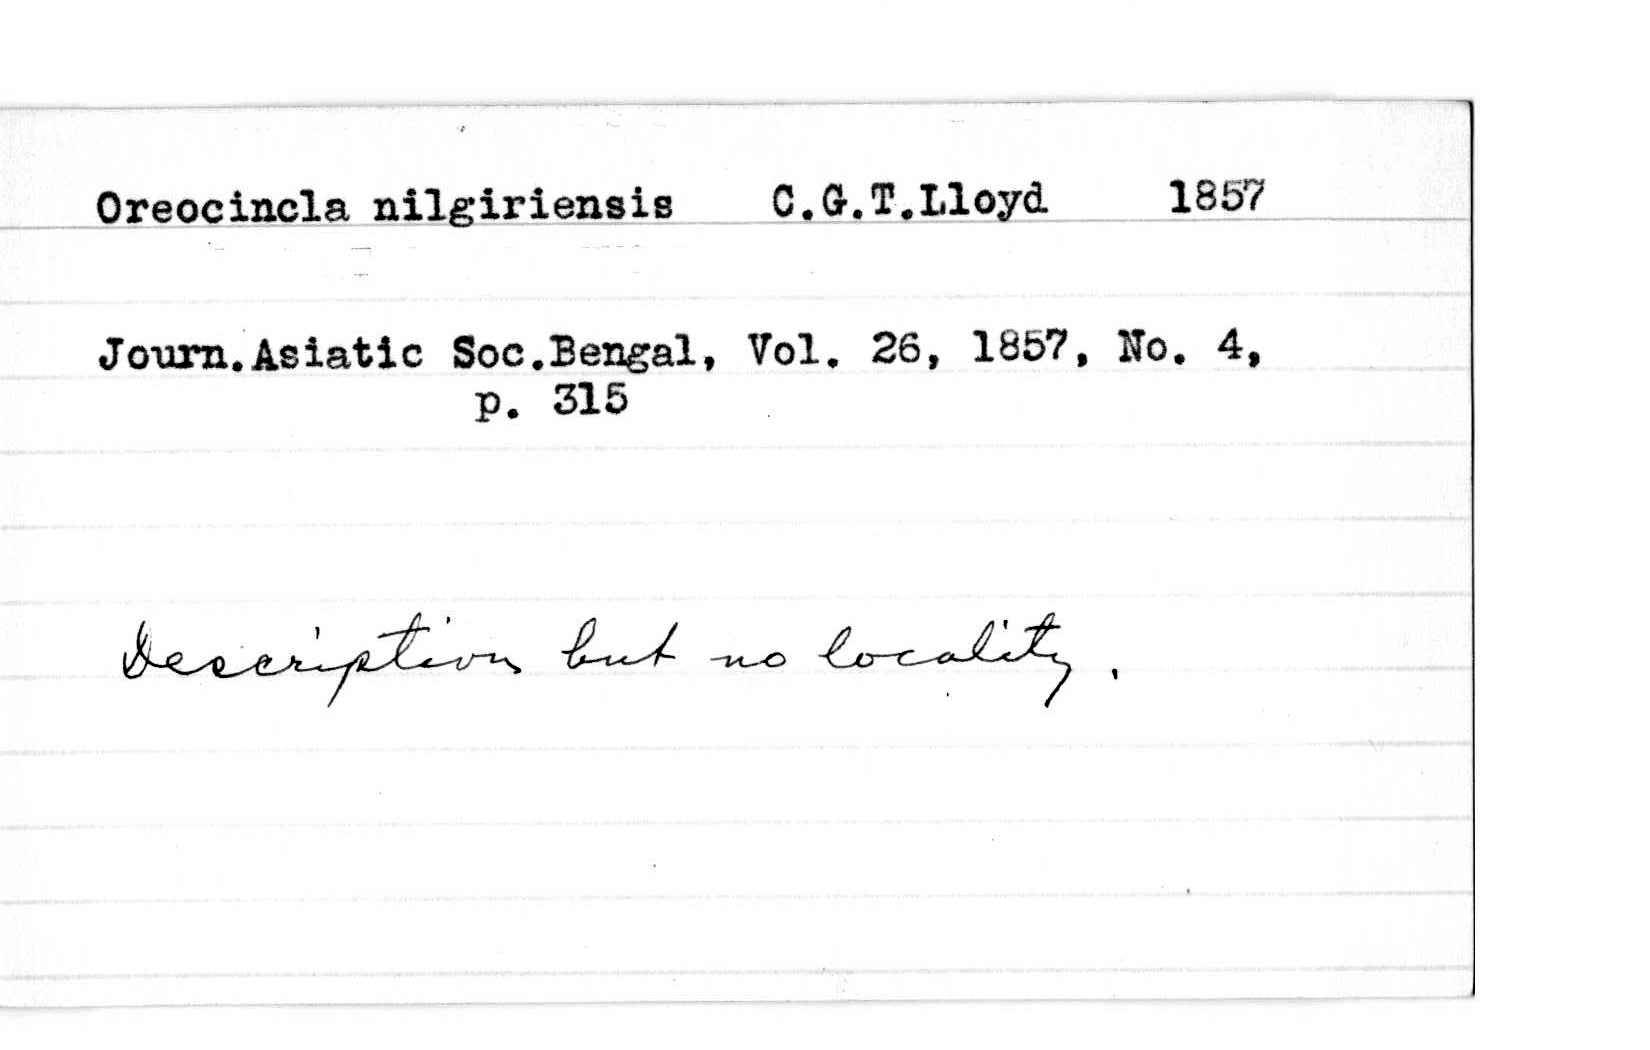 Oreocincla nilgiriensis C.G.T.Lloyd 1857
Journ.Asiatic Soc.Bengal, Vol. 26, 1857, No. 4,
p. 315
Description but no locality.